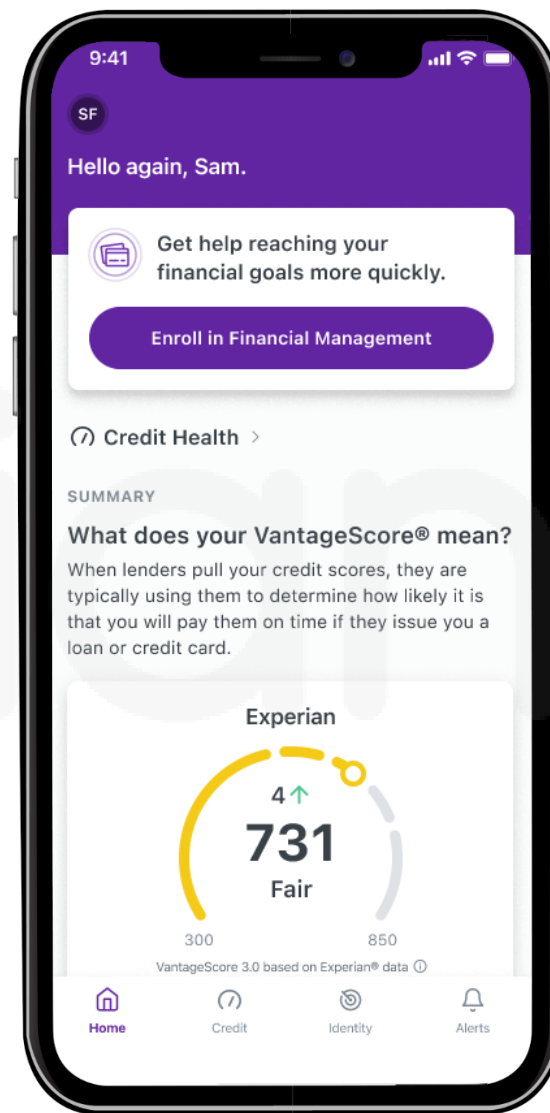 9:41
SF
Hello again, Sam.
Get help reaching your
financial goals more quickly.
Enroll in Financial Management
Credit Health >
SUMMARY
What does your VantageScore® mean?
When lenders pull your credit scores, they are
typically using them to determine how likely it is
that you will pay them on time if they issue you a
loan or credit card.
Experian
4↑
731
Fair
300 850
VantageScore 3.0 based on Experian® data ⓘ
Home Credit Identity Alerts